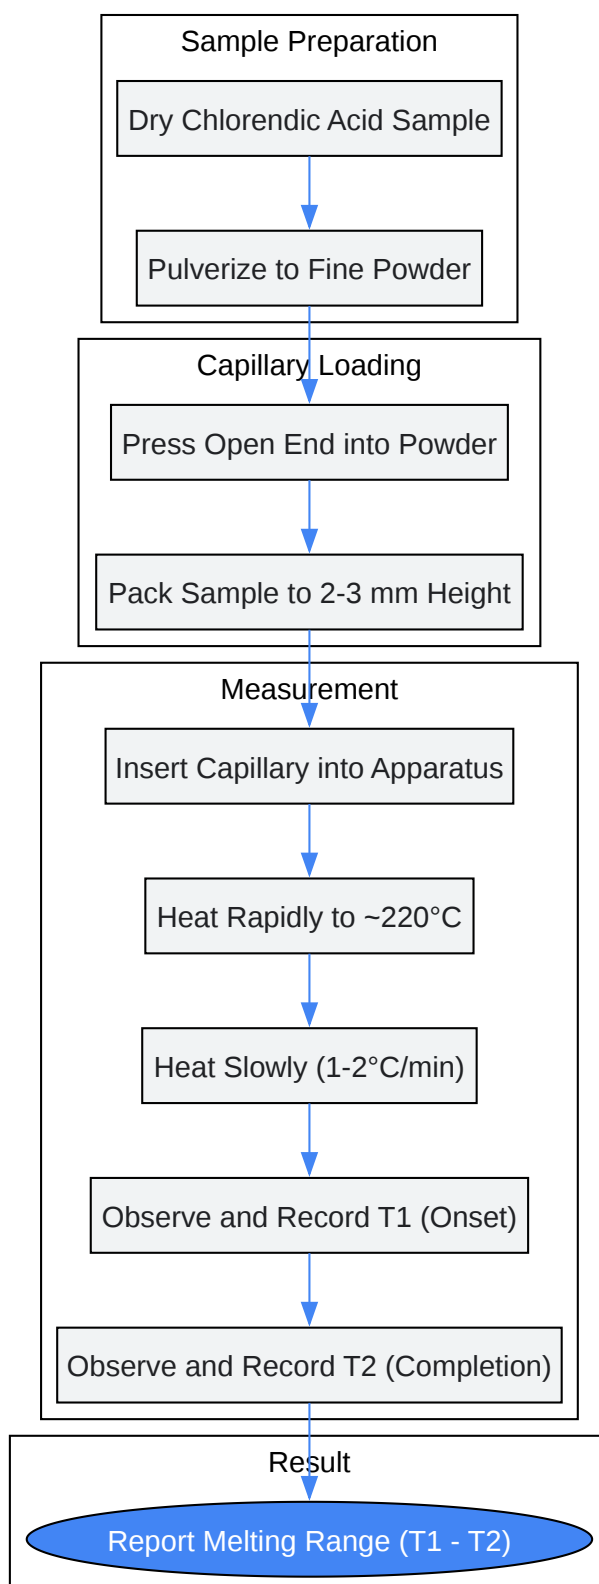 Sample Preparation
Dry Chlorendic Acid Sample
Pulverize to Fine Powder
Capillary Loading
Press Open End into Powder
Pack Sample to 2-3 mm Height
Measurement
Insert Capillary into Apparatus
Heat Rapidly to ~220°C
Heat Slowly (1-2°C/min)
Observe and Record T1 (Onset)
Observe and Record T2 (Completion)
Result
Report Melting Range (T1 - T2)